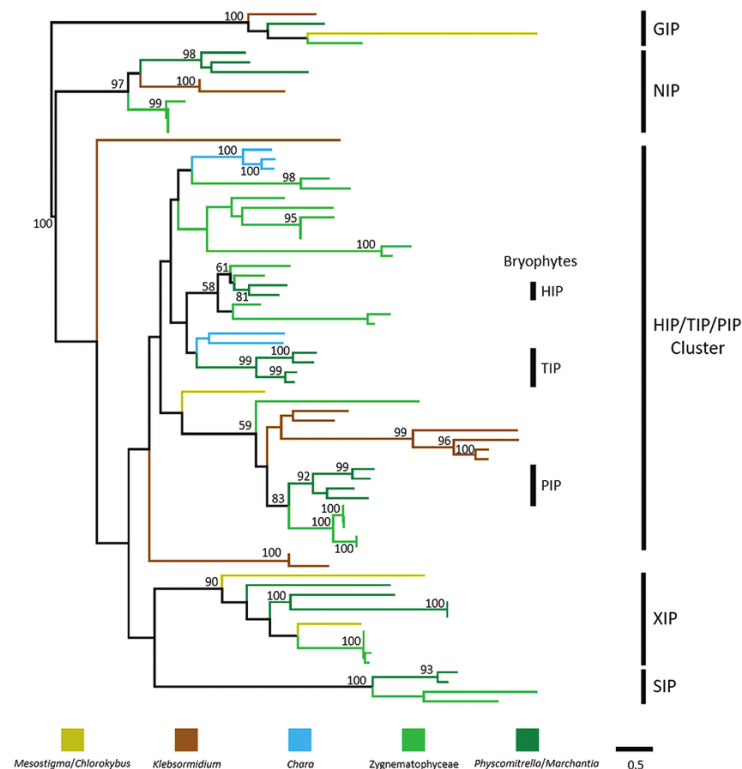 100
GIP
98
97
100
NIP
99
100
100
98
95
100
100
Bryophytes
61
58
HIP
81
HIP/TIP/PIP
Cluster
100
99
TIP
99
59
99
96
100
99
92
PIP
83
100
100
100
100
90
100
100
XIP
100
93
100
SIP
Mesostigma/Chlorokybus
Klebsormidium
Chara
Zygnematophyceae
Physcomitrella/Marchantia
0.5